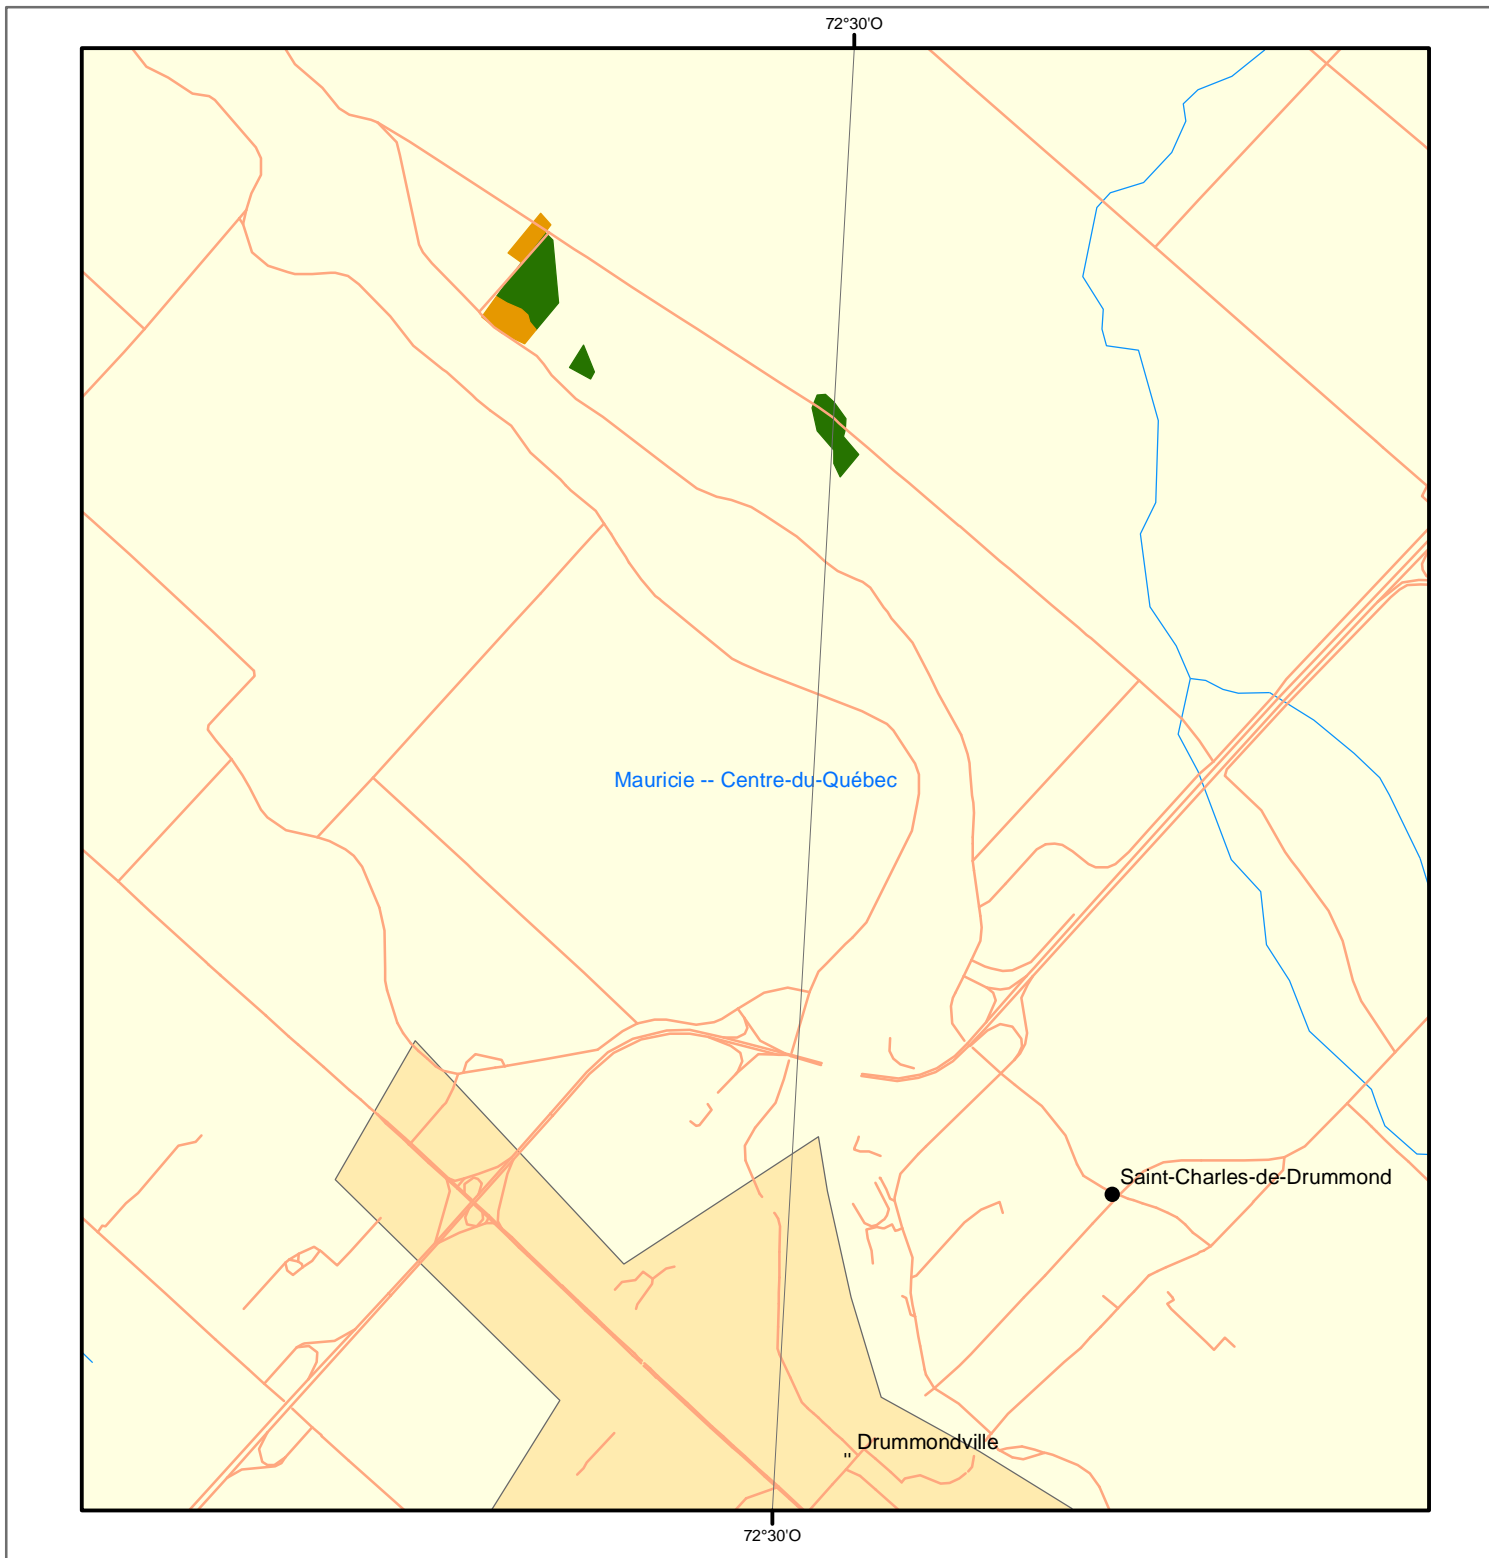 72°30'O
Mauricie -- Centre-du-Québec
Saint-Charles-de-Drummond
Drummondville
"
72°30'O